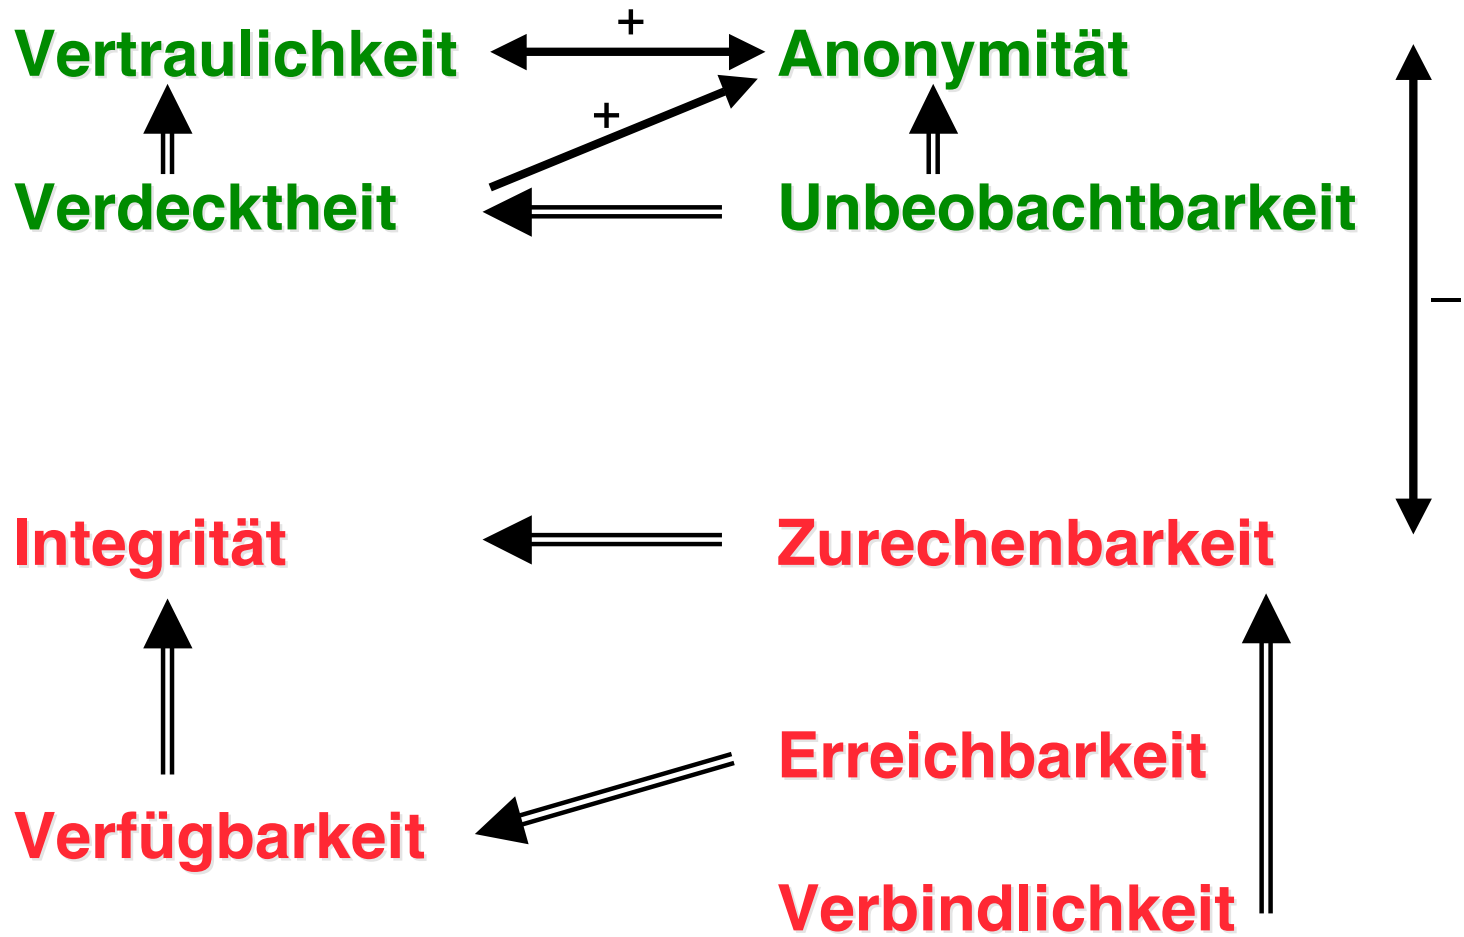 +
Vertraulichkeit Anonymität
+
Verdecktheit Unbeobachtbarkeit
–
Integrität Zurechenbarkeit
Erreichbarkeit
Verfügbarkeit
Verbindlichkeit